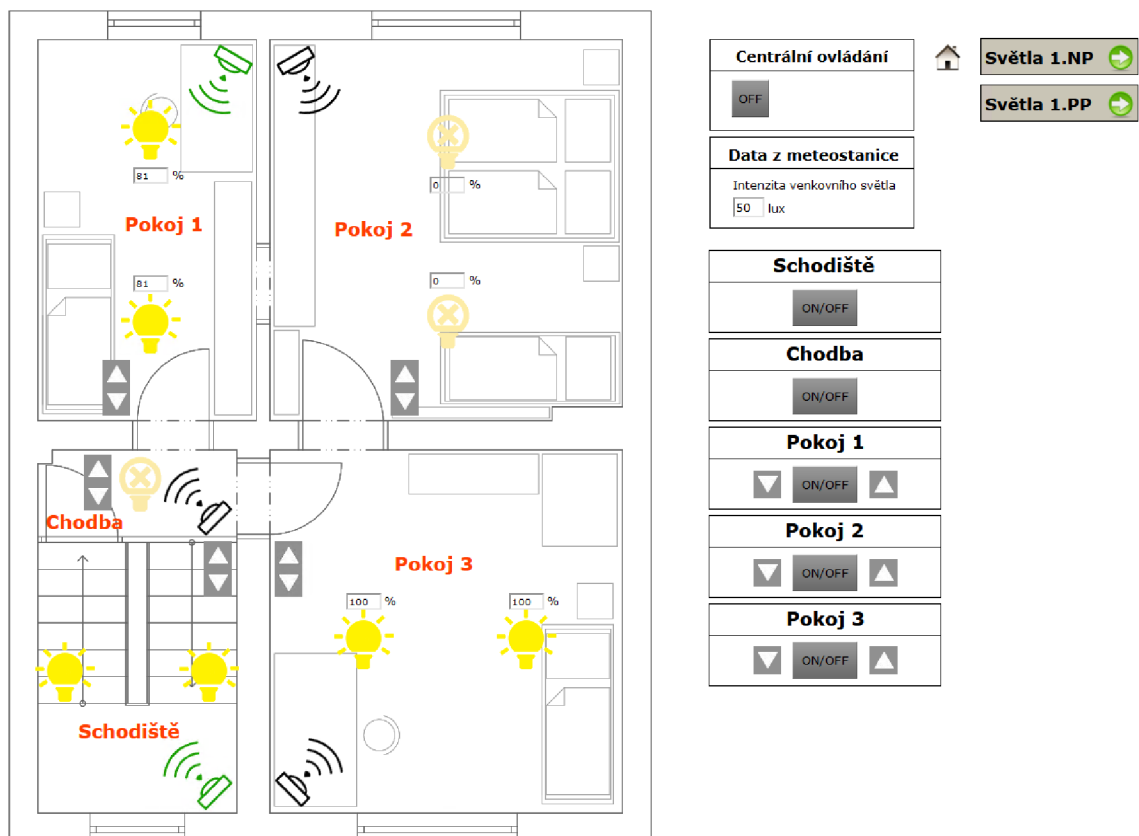 81 %
Pokoj 1
81 %
0 %
Pokoj 2
0 %
Chodba
Pokoj 3
100 %
100 %
Schodiště
Centrální ovládání
OFF
Data z meteostanice
Intenzita venkovního světla
50 lux
Světla 1.NP
Světla 1.PP
Schodiště
ON/OFF
Chodba
ON/OFF
Pokoj 1
ON/OFF
Pokoj 2
ON/OFF
Pokoj 3
ON/OFF